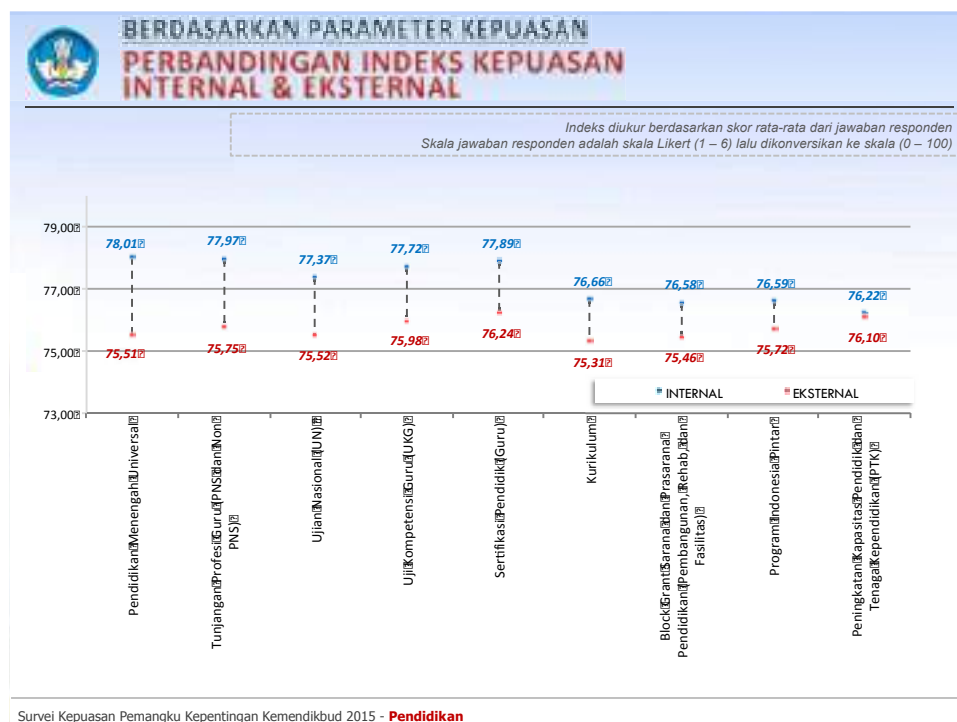 BERDASARKAN PARAMETER KEPUASAN
PERBANDINGAN INDEKS KEPUASAN
INTERNAL & EKSTERNAL
Indeks diukur berdasarkan skor rata-rata dari jawaban responden
Skala jawaban responden adalah skala Likert (1 – 6) lalu dikonversikan ke skala (0 – 100)
79,00
77,00
75,00
73,00
78,01
77,97
77,37
77,72
77,89
76,66
76,58
76,59
76,22
75,51
75,75
75,52
75,98
76,24
75,31
75,46
75,72
76,10
INTERNAL
EKSTERNAL
Pendidikan Menengah Universal
Tunjangan Profesi Guru (PNS dan Non
PNS)
Ujian Nasional (UN)
Uji Kompetensi Guru (UKG)
Sertifikasi Pendidik (Guru)
Kurikulum
Block Grant Sarana dan Prasarana
Pendidikan (Pembangunan, Rehab, dan
Fasilitas)
Program Indonesia Pintar
Peningkatan Kapasitas Pendidik dan
Tenaga Kependidikan (PTK)
Survei Kepuasan Pemangku Kepentingan Kemendikbud 2015 - Pendidikan